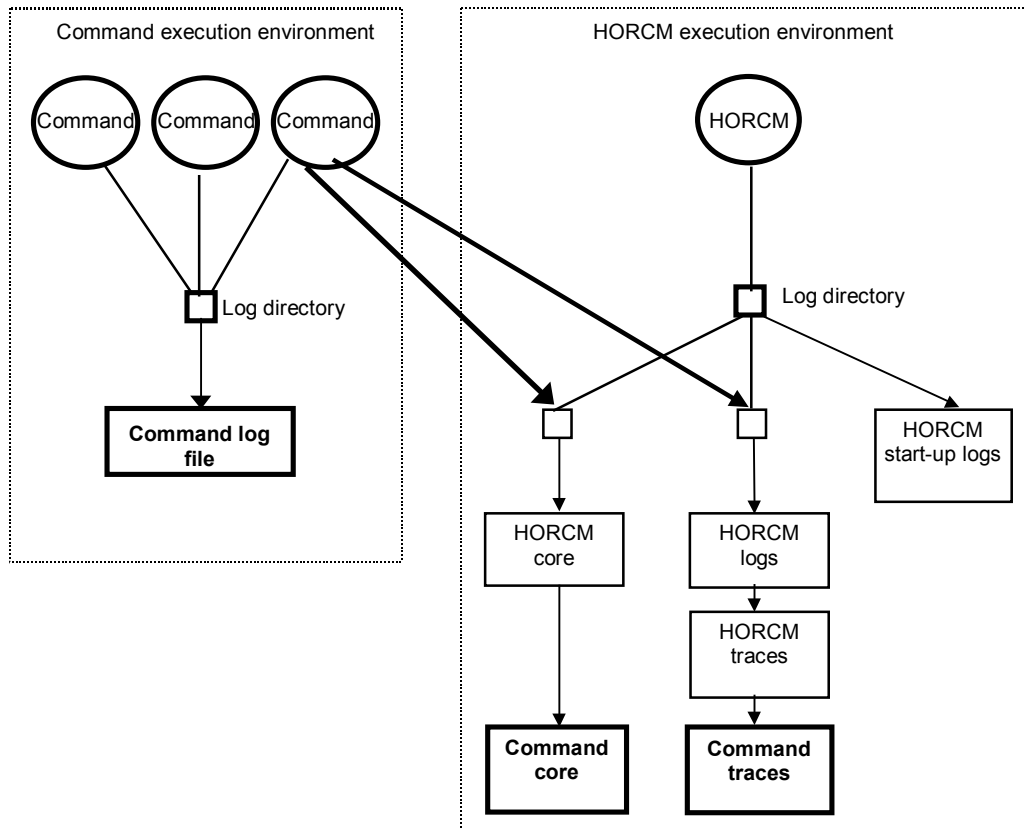 Command execution environment
HORCM execution environment
Command
Command
Command
HORCM
Log directory
Log directory
Command log
file
HORCM
start-up logs
HORCM
core
HORCM
logs
HORCM
traces
Command
core
Command
traces